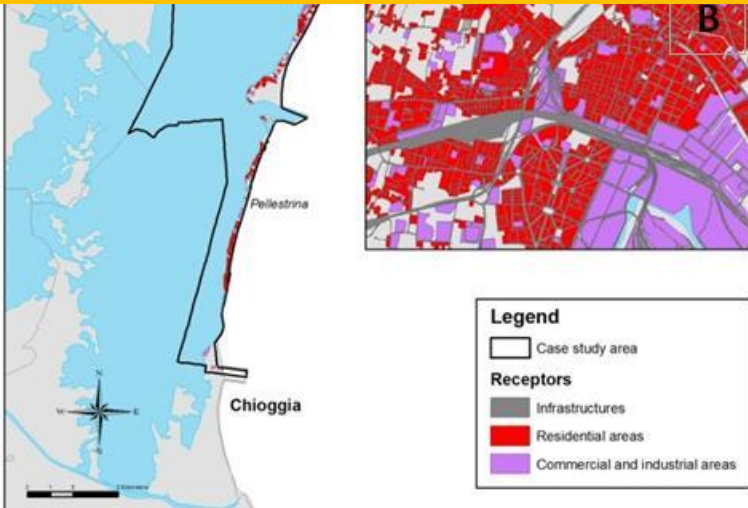 B
Pellestrina
Chioggia
N
W
E
Legend
Case study area
Receptors
Infrastructures
Residential areas
Commercial and industrial areas